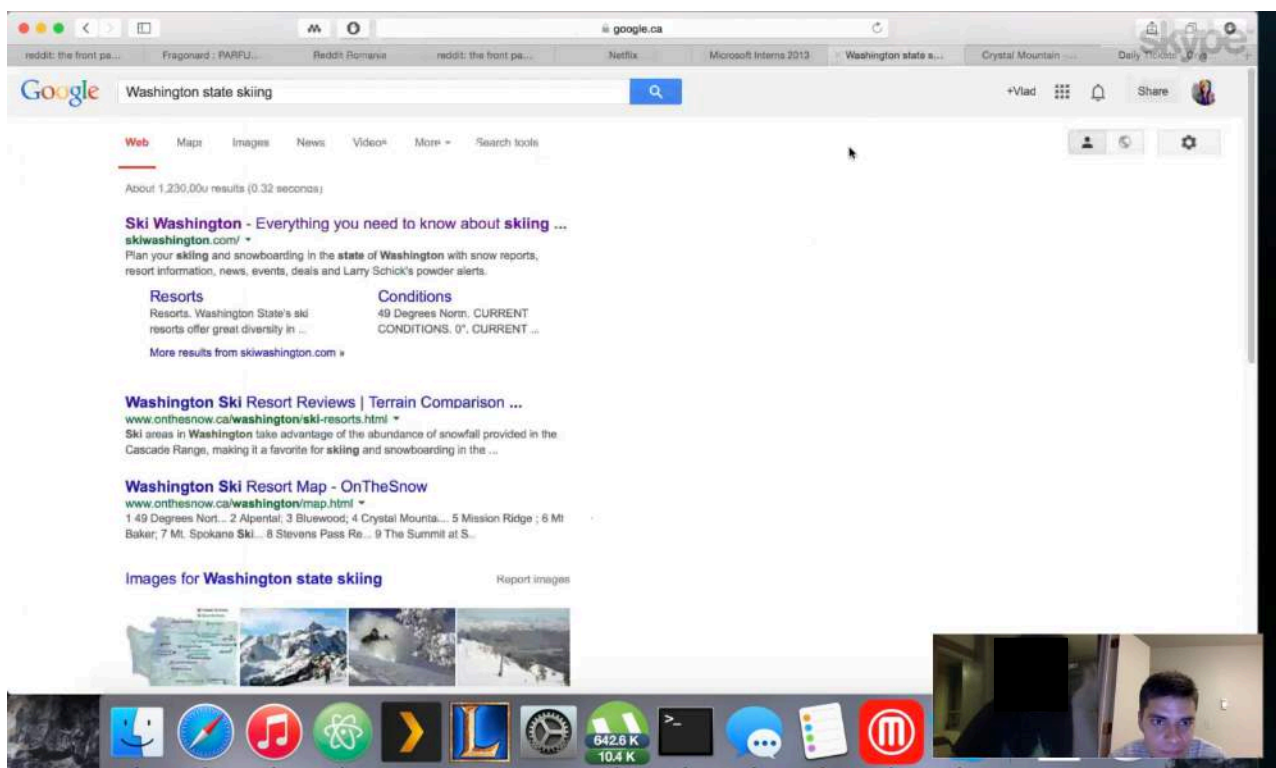 google.ca
skype
reddit: the front pa...
Fragonard : PARFU...
Reddit Romania
reddit: the front pa...
Netflix
Microsoft Interns 2013
Washington state s...
Crystal Mountain
Daily
Google
Washington state skiing
+Vlad
Share
Web Maps Images News Videos More Search tools
About 1,230,000 results (0.32 seconds)
Ski Washington - Everything you need to know about skiing ...
skiwashington.com/
Plan your skiing and snowboarding in the state of Washington with snow reports,
resort information, news, events, deals and Larry Schick's powder alerts.
Resorts
Resorts. Washington State's ski
resorts offer great diversity in ...
Conditions
49 Degrees North. CURRENT
CONDITIONS. 0". CURRENT ...
More results from skiwashington.com »
Washington Ski Resort Reviews | Terrain Comparison ...
www.onthesnow.ca/washington/ski-resorts.html
Ski areas in Washington take advantage of the abundance of snowfall provided in the
Cascade Range, making it a favorite for skiing and snowboarding in the ...
Washington Ski Resort Map - OnTheSnow
www.onthesnow.ca/washington/map.html
1 49 Degrees Nort... 2 Alpental; 3 Bluewood; 4 Crystal Mounta... 5 Mission Ridge ; 6 Mt
Baker; 7 Mt. Spokane Ski... 8 Stevens Pass Re... 9 The Summit at S...
Images for Washington state skiing
Report images
642.6 K
10.4 K